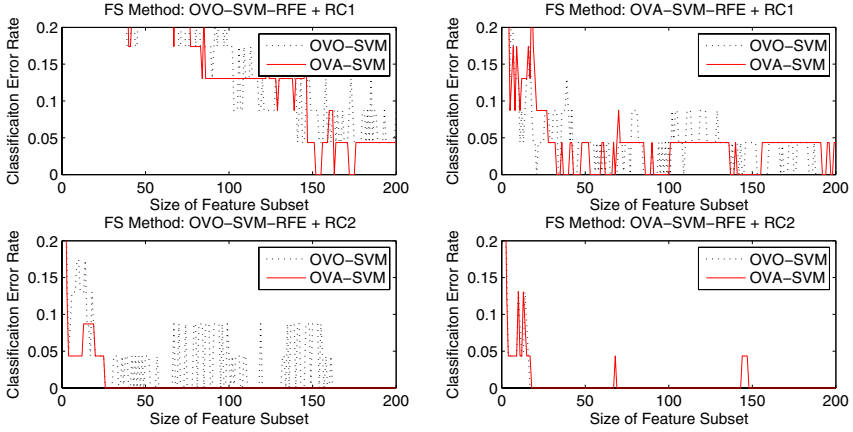 FS Method: OVO−SVM−RFE + RC1
0.2
0.15
0.1
0.05
0
Classificaiton Error Rate
OVO−SVM
OVA−SVM
0
50
100
150
200
Size of Feature Subset
FS Method: OVA−SVM−RFE + RC1
0.2
0.15
0.1
0.05
0
Classificaiton Error Rate
OVO−SVM
OVA−SVM
0
50
100
150
200
Size of Feature Subset
FS Method: OVO−SVM−RFE + RC2
0.2
0.15
0.1
0.05
0
Classificaiton Error Rate
OVO−SVM
OVA−SVM
0
50
100
150
200
Size of Feature Subset
FS Method: OVA−SVM−RFE + RC2
0.2
0.15
0.1
0.05
0
Classificaiton Error Rate
OVO−SVM
OVA−SVM
0
50
100
150
200
Size of Feature Subset